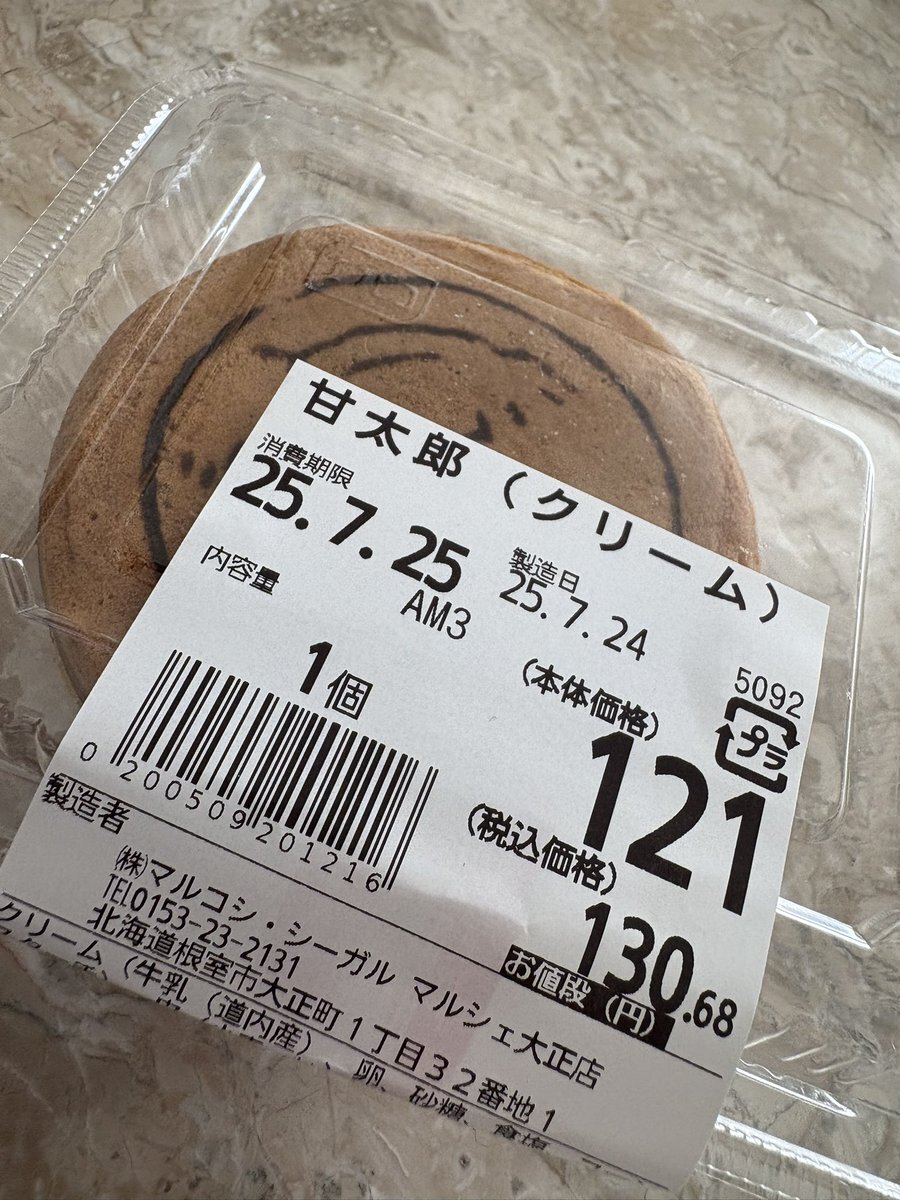 甘太郎（クリーム）
消費期限
25. 7. 25
AM3
製造日
25. 7. 24
内容量
1個
（本体価格）
121
5092
プラ
（税込価格）
130.68
お値段（円）
0 200509201216
製造者
㈱マルコシ・シーガル マルシェ大正店
TEL0153-23-2131
北海道根室市大正町１丁目３２番地１
クリーム（牛乳（道内産）、卵、砂糖、食塩